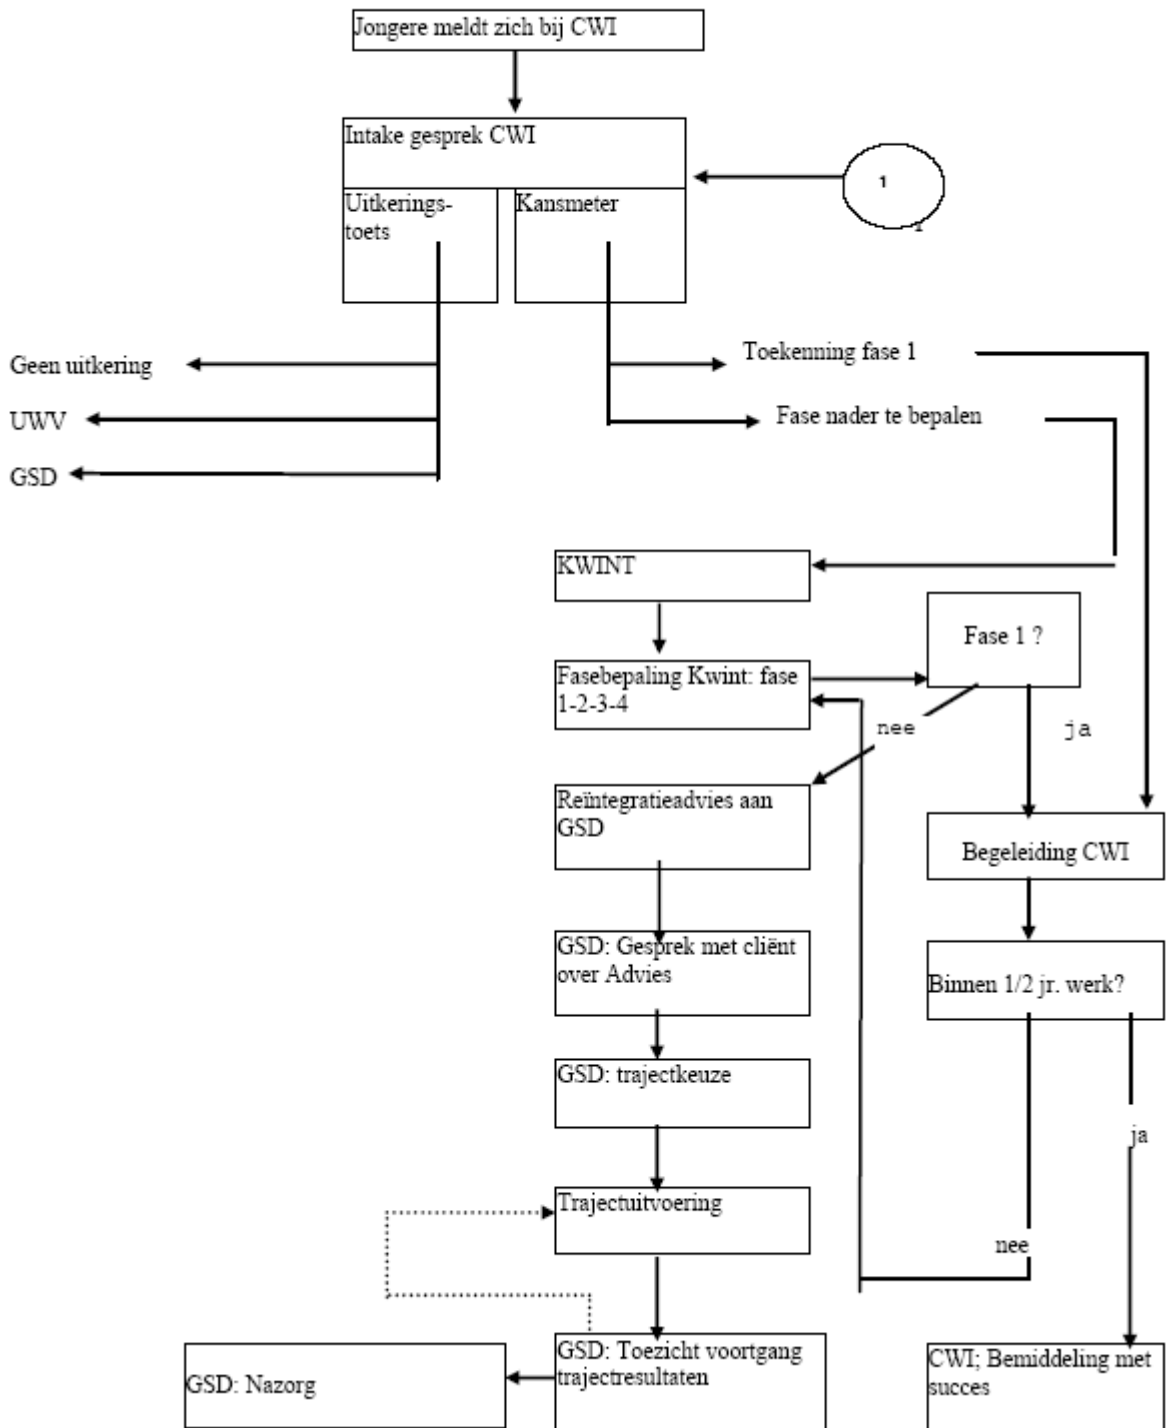 Jongere meldt zich bij CWI
Intake gesprek CWI
1
Uitkerings-
toets
Kansmeter
Geen uitkering
UWV
GSD
Toekenning fase 1
Fase nader te bepalen
KWINT
Fase 1 ?
Fasebepaling Kwint: fase
1-2-3-4
nee
ja
Reïntegratieadvies aan
GSD
Begeleiding CWI
GSD: Gesprek met cliënt
over Advies
Binnen 1/2 jr. werk?
GSD: trajectkeuze
ja
Trajectuitvoering
nee
GSD: Toezicht voortgang
trajectresultaten
GSD: Nazorg
CWI; Bemiddeling met
succes